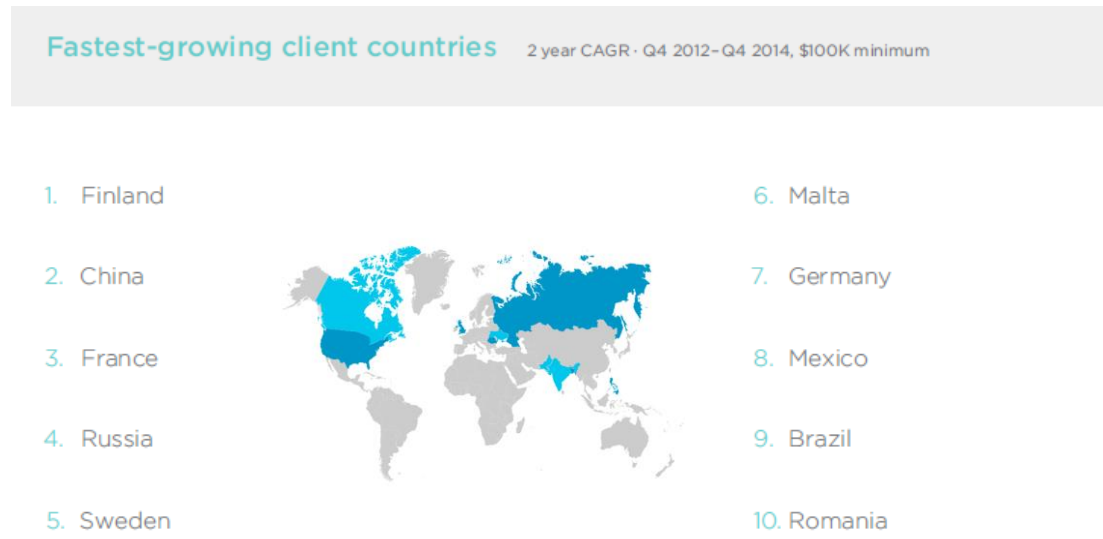 Fastest-growing client countries 2 year CAGR · Q4 2012–Q4 2014, $100K minimum
1. Finland
2. China
3. France
4. Russia
5. Sweden
6. Malta
7. Germany
8. Mexico
9. Brazil
10. Romania